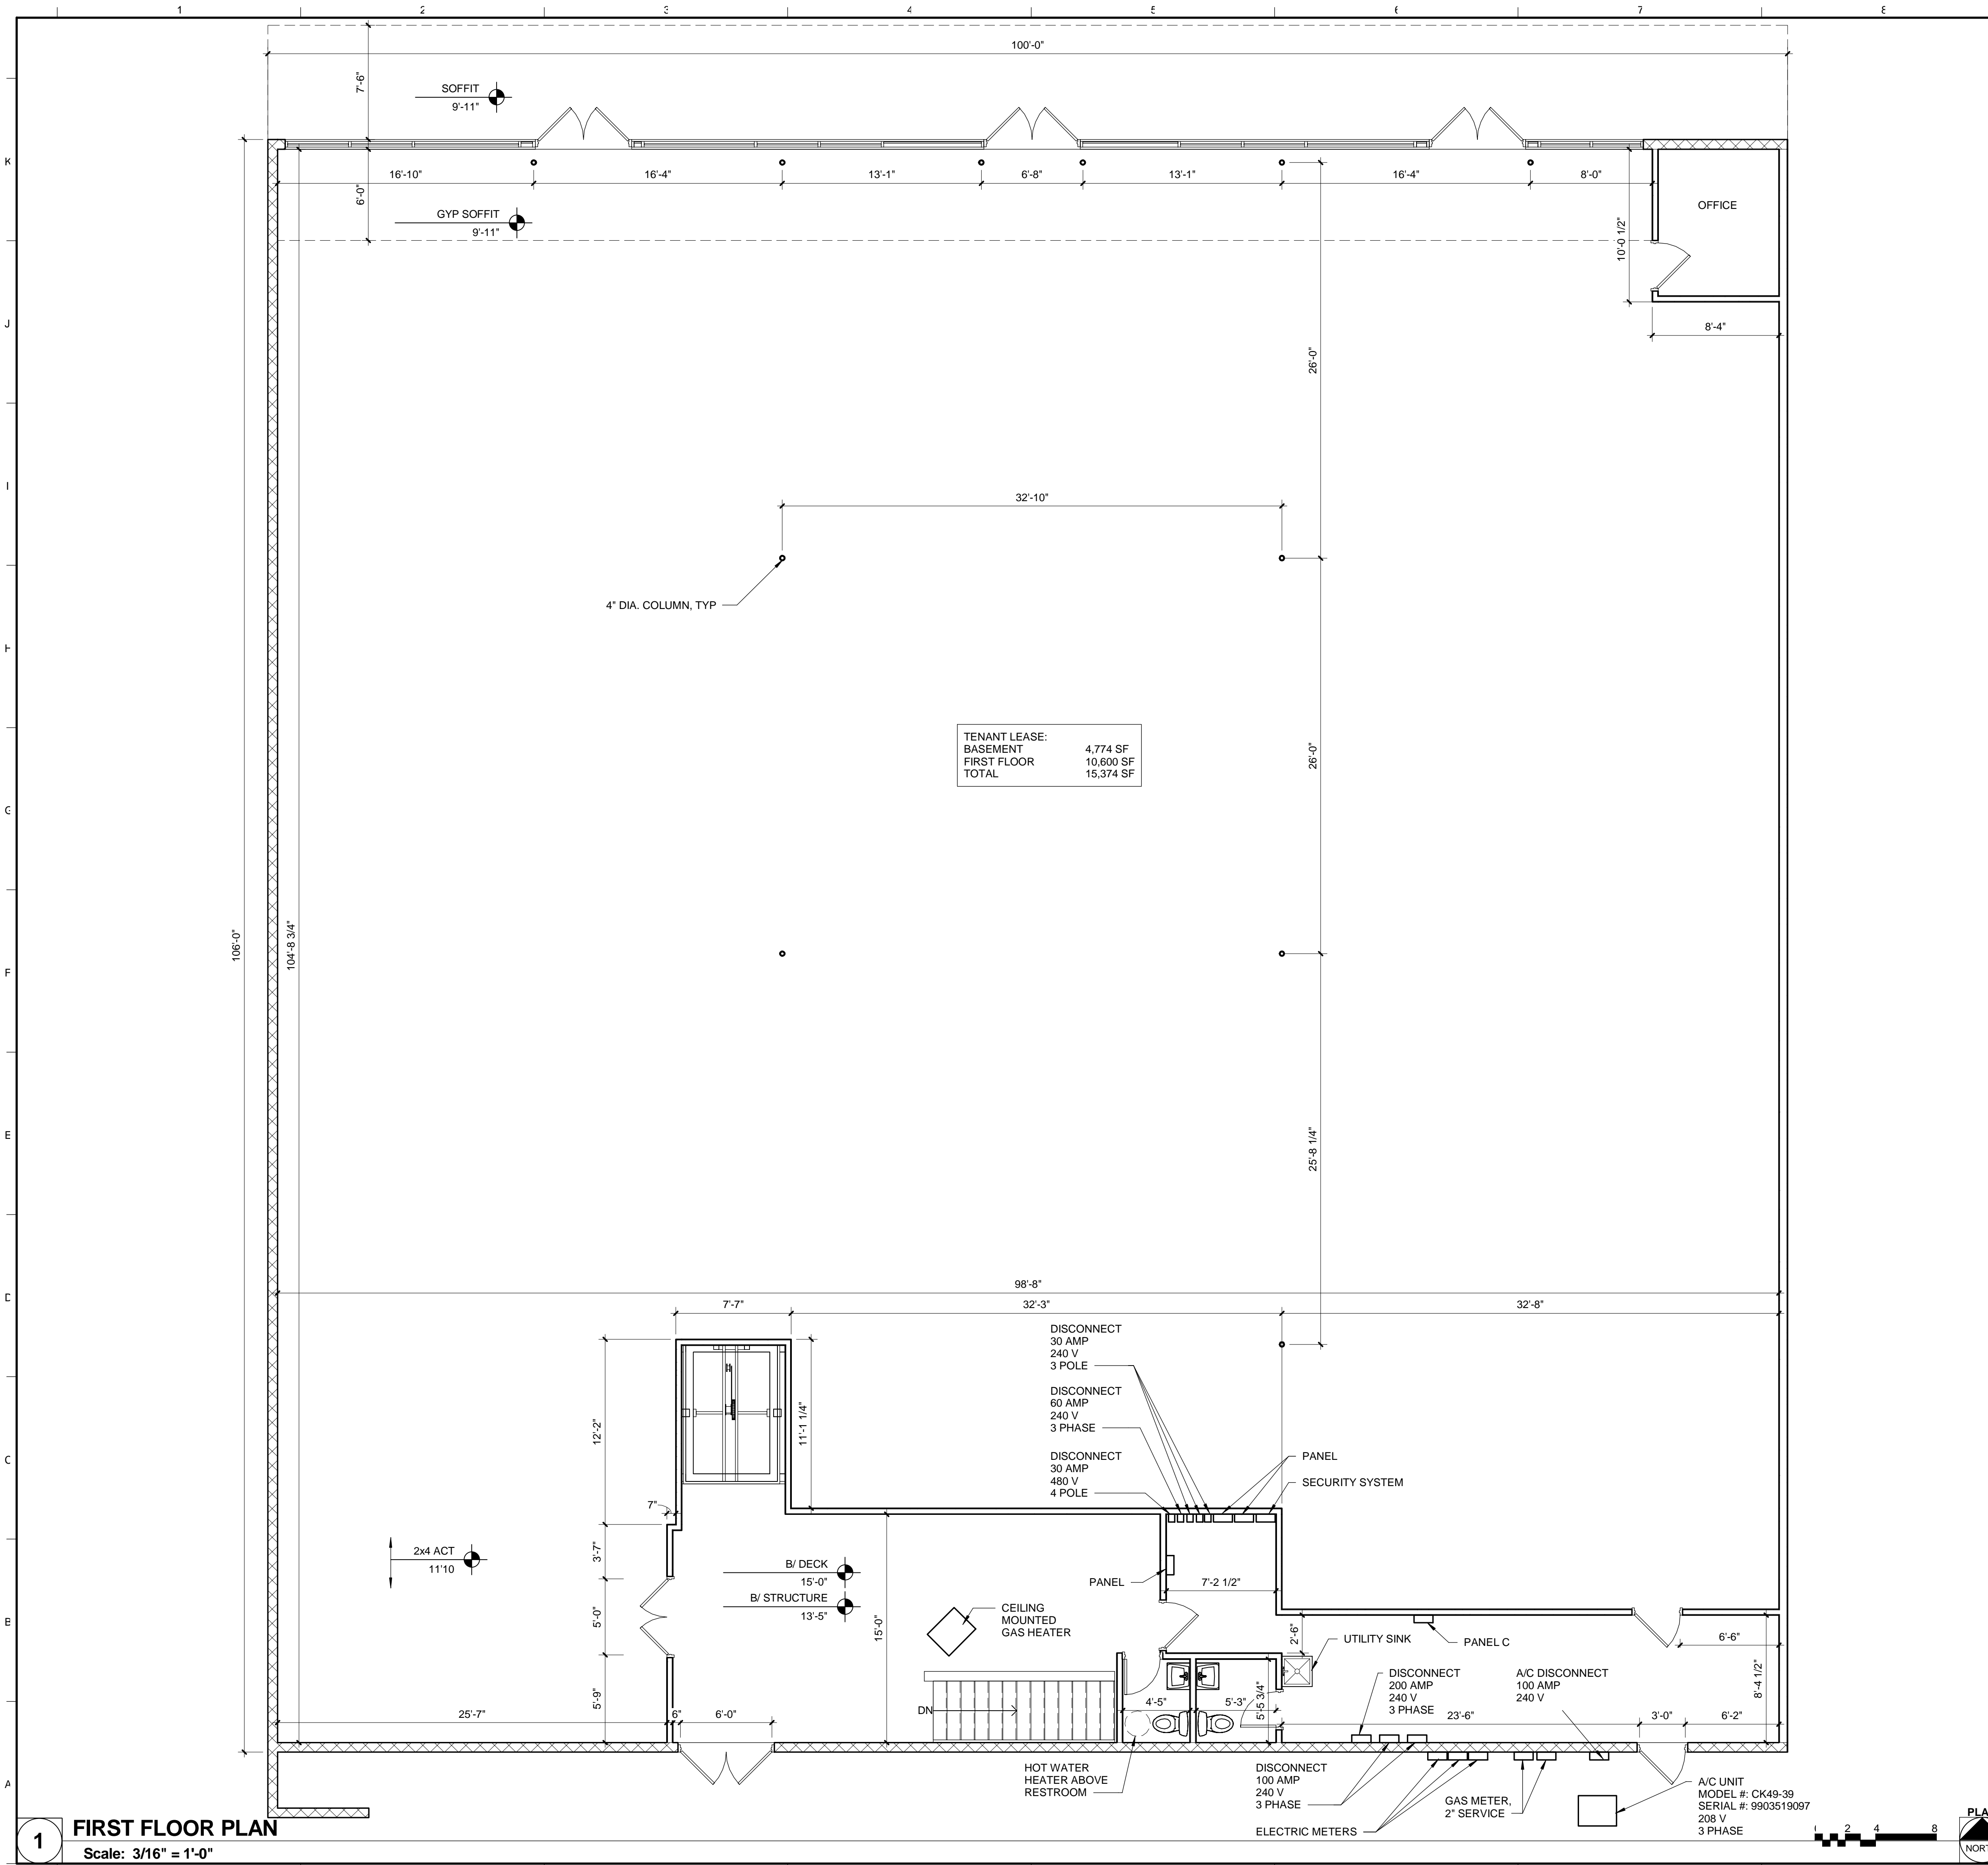 1 2 3 4 5 6 7 8
100'-0"
7'-6"
SOFFIT
9'-11"
K
16'-10" 16'-4" 13'-1" 6'-8" 13'-1" 16'-4" 8'-0"
6'-0"
GYP SOFFIT
9'-11"
OFFICE
10'-0 1/2"
J
8'-4"
26'-0"
I
32'-10"
4" DIA. COLUMN, TYP
H
TENANT LEASE:
BASEMENT 4,774 SF
FIRST FLOOR 10,600 SF
TOTAL 15,374 SF
26'-0"
G
106'-0"
104'-8 3/4"
F
E
25'-8 1/4"
D
98'-8"
7'-7" 32'-3" 32'-8"
DISCONNECT
30 AMP
240 V
3 POLE
DISCONNECT
60 AMP
240 V
3 PHASE
DISCONNECT
30 AMP
480 V
4 POLE
PANEL
SECURITY SYSTEM
C
12'-2"
11'-1 1/4"
7"
2x4 ACT
11'10
3'-7"
B/ DECK
15'-0"
B/ STRUCTURE
13'-5"
PANEL
7'-2 1/2"
B
5'-0"
15'-0"
CEILING
MOUNTED
GAS HEATER
2'-6"
UTILITY SINK
PANEL C
6'-6"
DISCONNECT
200 AMP
240 V
3 PHASE
A/C DISCONNECT
100 AMP
240 V
8'-4 1/2"
5'-9"
DN
4'-5" 5'-3"
5'-5 3/4"
25'-7" 6" 6'-0" 23'-6" 3'-0" 6'-2"
A
HOT WATER
HEATER ABOVE
RESTROOM
DISCONNECT
100 AMP
240 V
3 PHASE
ELECTRIC METERS
GAS METER,
2" SERVICE
A/C UNIT
MODEL #: CK49-39
SERIAL #: 9903519097
208 V
3 PHASE
1
FIRST FLOOR PLAN
Scale: 3/16" = 1'-0"
2 4 8
PLA
NORT